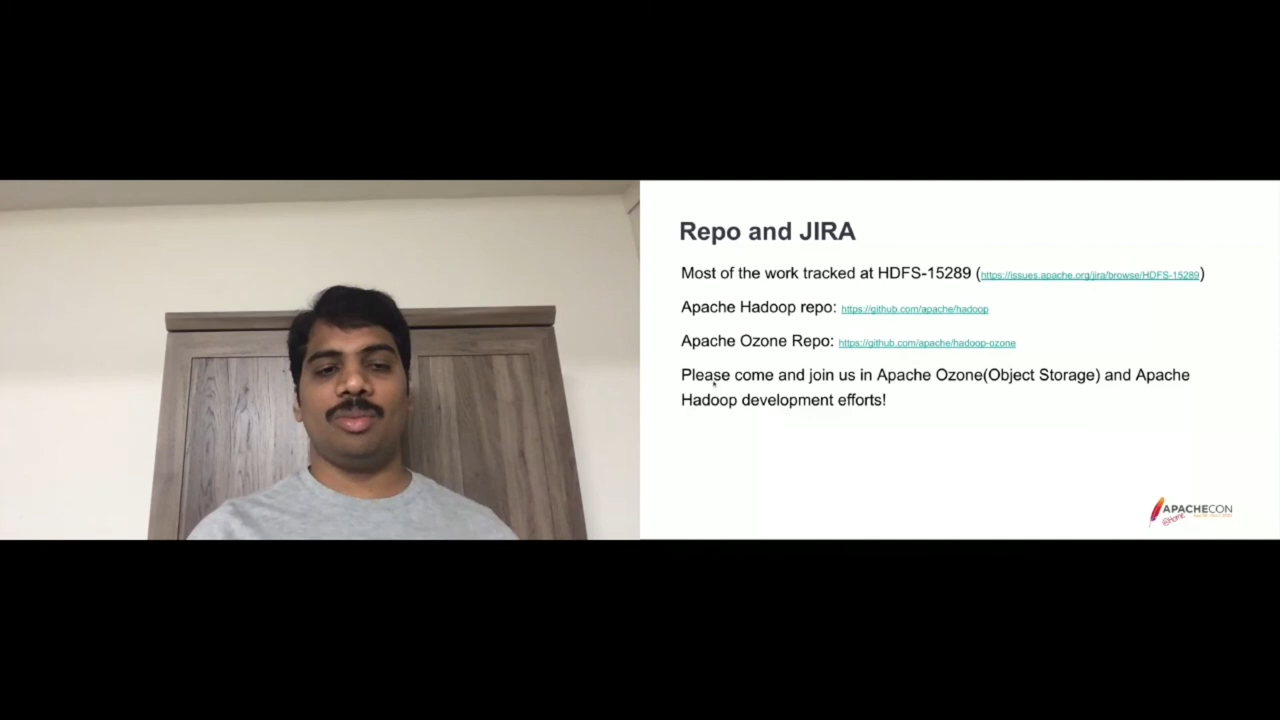 Repo and JIRA
Most of the work tracked at HDFS-15289 (https://issues.apache.org/jira/browse/HDFS-15289)
Apache Hadoop repo: https://github.com/apache/hadoop
Apache Ozone Repo: https://github.com/apache/hadoop-ozone
Please come and join us in Apache Ozone(Object Storage) and Apache
Hadoop development efforts!
APACHECON
@Home